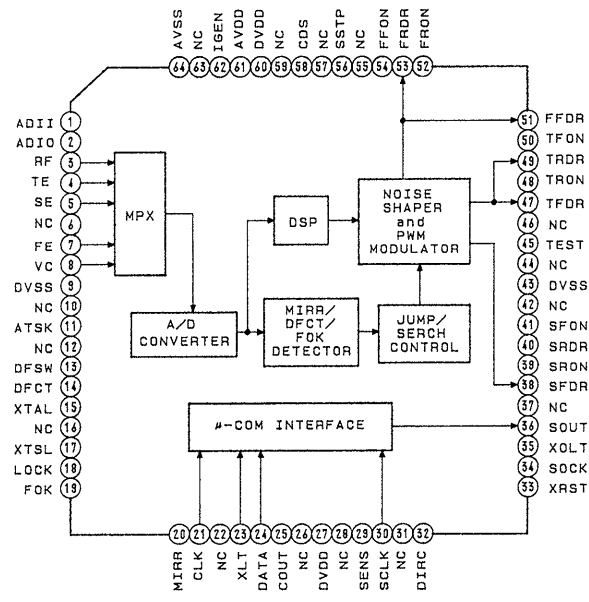 AVSS NC IGEN AVDD DVDD NC CDS NC SSTP NC FFON FRDR FRON
64 63 62 61 60 59 58 57 56 55 54 53 52
ADII 1
ADIO 2
RF 3
TE 4
SE 5
NC 6
FE 7
VC 8
DVSS 9
NC 10
ATSK 11
NC 12
DFSW 13
DFCT 14
XTAL 15
NC 16
XTSL 17
LOCK 18
FOK 19
MPX
A/D
CONVERTER
DSP
MIRR/
DFCT/
FOK
DETECTOR
NOISE
SHAPER
and
PWM
MODULATOR
JUMP/
SERCH
CONTROL
μ-COM INTERFACE
51 FFDR
50 TFON
49 TRDR
48 TRON
47 TFDR
46 NC
45 TEST
44 NC
43 DVSS
42 NC
41 SFON
40 SRDR
39 SRON
38 SFDR
37 NC
36 SOUT
35 XOLT
34 SOCK
33 XRST
20 21 22 23 24 25 26 27 28 29 30 31 32
MIRR CLK NC XLT DATA COUT NC DVDD NC SENS SCLK NC DIRC